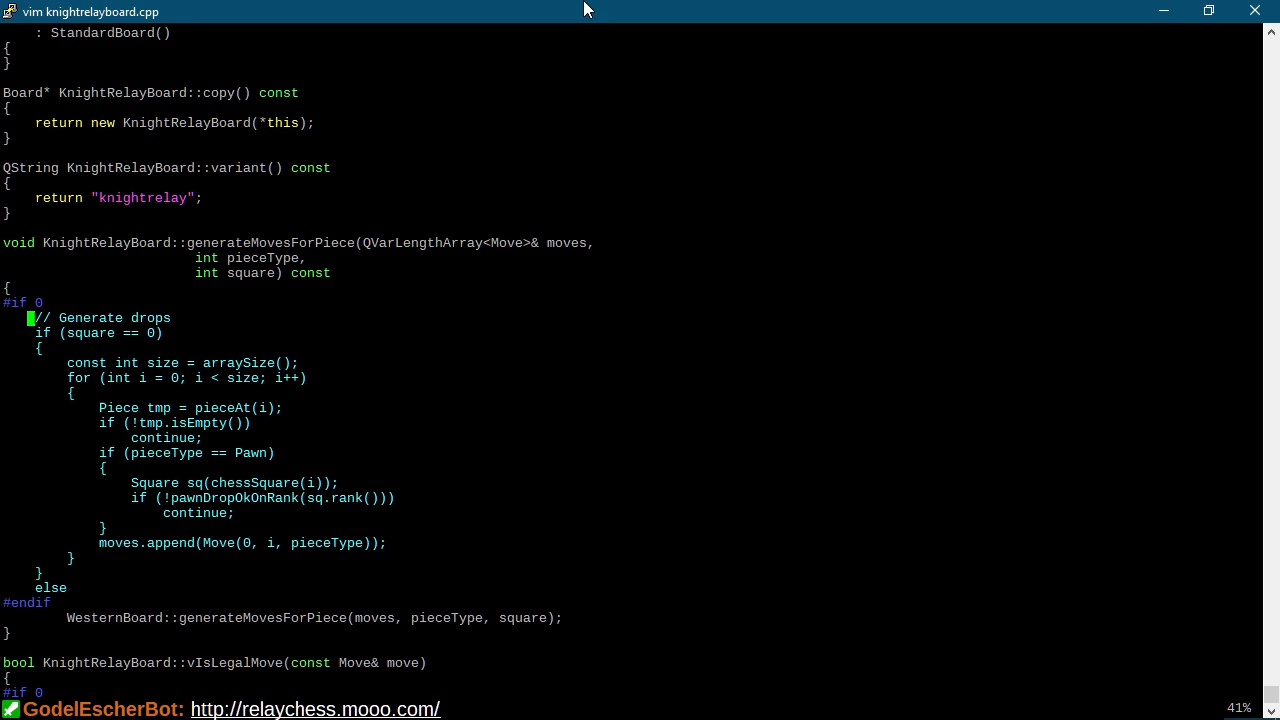 vim knightrelayboard.cpp
    : StandardBoard()
{
}

Board* KnightRelayBoard::copy() const
{
    return new KnightRelayBoard(*this);
}

QString KnightRelayBoard::variant() const
{
    return "knightrelay";
}

void KnightRelayBoard::generateMovesForPiece(QVarLengthArray<Move>& moves,
                        int pieceType,
                        int square) const
{
#if 0
    // Generate drops
    if (square == 0)
    {
        const int size = arraySize();
        for (int i = 0; i < size; i++)
        {
            Piece tmp = pieceAt(i);
            if (!tmp.isEmpty())
                continue;
            if (pieceType == Pawn)
            {
                Square sq(chessSquare(i));
                if (!pawnDropOkOnRank(sq.rank()))
                    continue;
            }
            moves.append(Move(0, i, pieceType));
        }
    }
    else
#endif
        WesternBoard::generateMovesForPiece(moves, pieceType, square);
}

bool KnightRelayBoard::vIsLegalMove(const Move& move)
{
#if 0
GodelEscherBot: http://relaychess.mooo.com/
41%